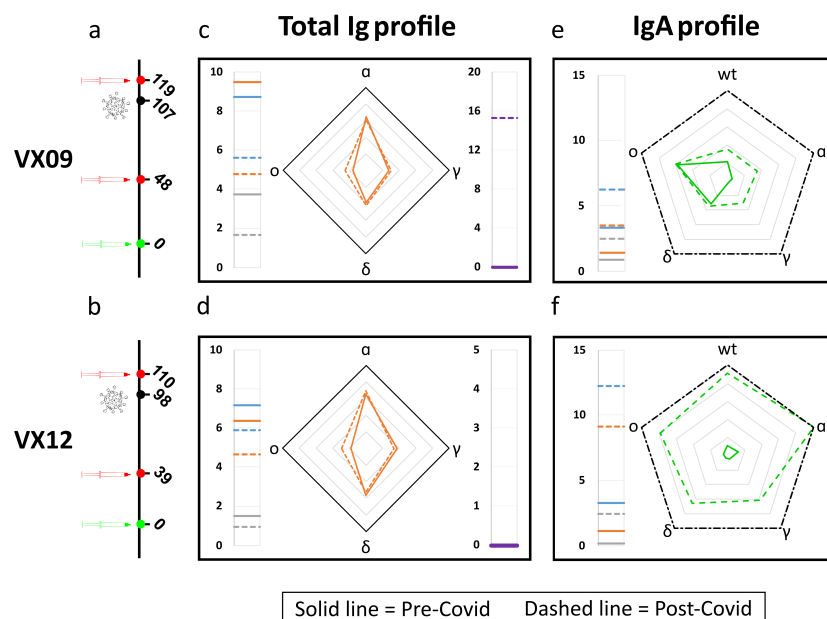 a
c
Total Ig profile
e
IgA profile
119
107
48
0
VX09
10
8
6
4
2
0
α
γ
δ
ο
20
16
12
8
4
0
15
10
5
0
wt
α
γ
δ
ο
b
d
f
110
98
39
0
VX12
10
8
6
4
2
0
α
γ
δ
ο
5
4
3
2
1
0
15
10
5
0
wt
α
γ
δ
ο
Solid line = Pre-Covid Dashed line = Post-Covid